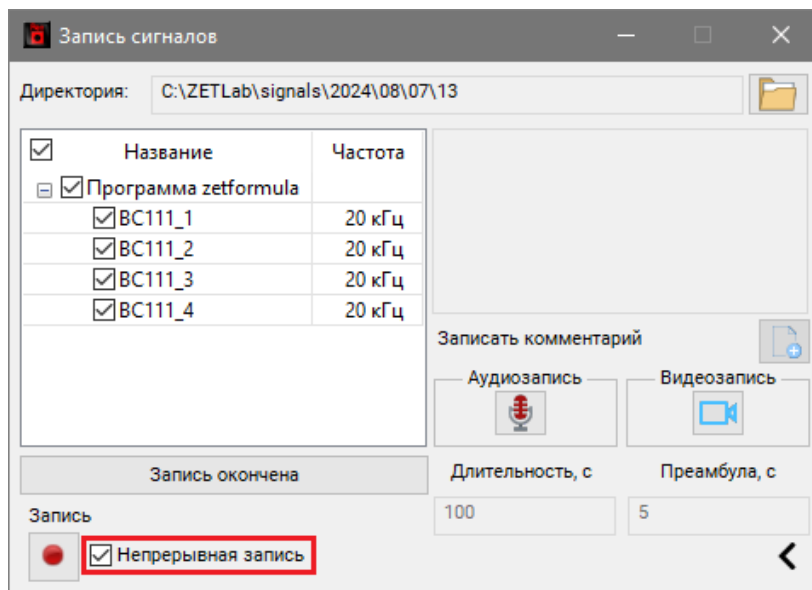 Запись сигналов
Директория: C:\ZETLab\signals\2024\08\07\13
Название Частота
Программа zetformula
BC111_1 20 кГц
BC111_2 20 кГц
BC111_3 20 кГц
BC111_4 20 кГц
Записать комментарий
Аудиозапись Видеозапись
Запись окончена
Длительность, с Преамбула, с
100 5
Запись
Непрерывная запись